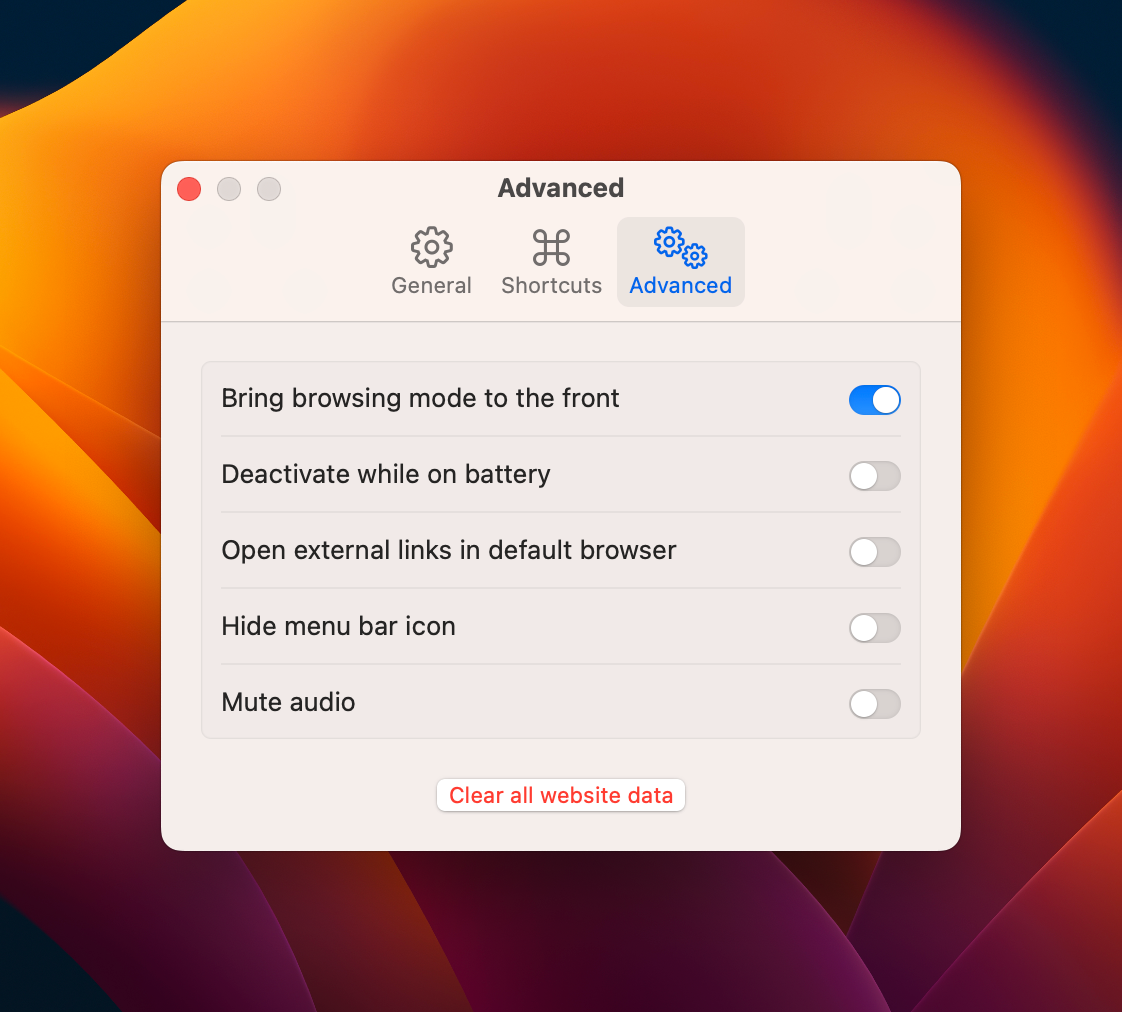 Advanced
General
Shortcuts
Advanced
Bring browsing mode to the front
Deactivate while on battery
Open external links in default browser
Hide menu bar icon
Mute audio
Clear all website data